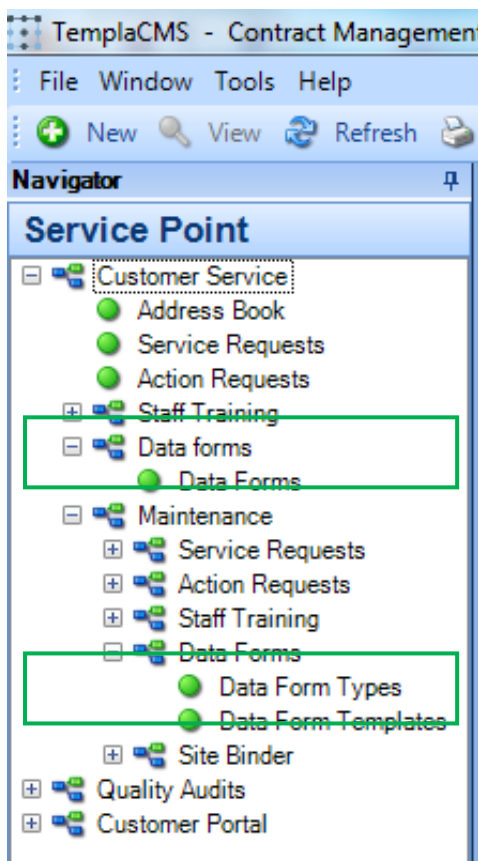 TemplaCMS - Contract Management
File Window Tools Help
New View Refresh
Navigator
Service Point
Customer Service
Address Book
Service Requests
Action Requests
Staff Training
Data forms
Data Forms
Maintenance
Service Requests
Action Requests
Staff Training
Data Forms
Data Form Types
Data Form Templates
Site Binder
Quality Audits
Customer Portal